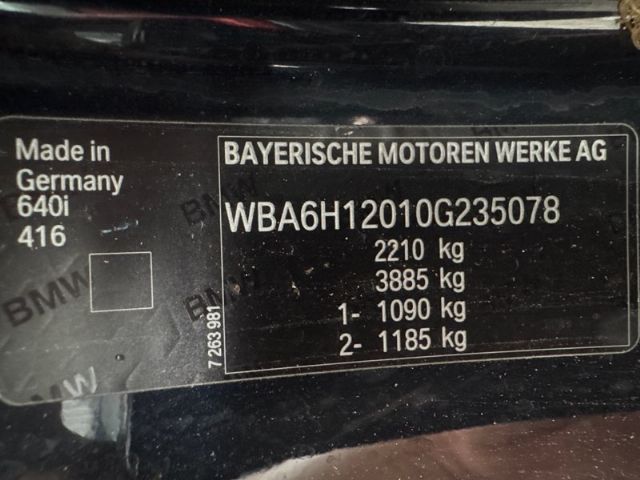 Made in
Germany
640i
416
7 263 981
BAYERISCHE MOTOREN WERKE AG
WBA6H12010G235078
2210 kg
3885 kg
1- 1090 kg
2- 1185 kg
BMW
BMW
BMW